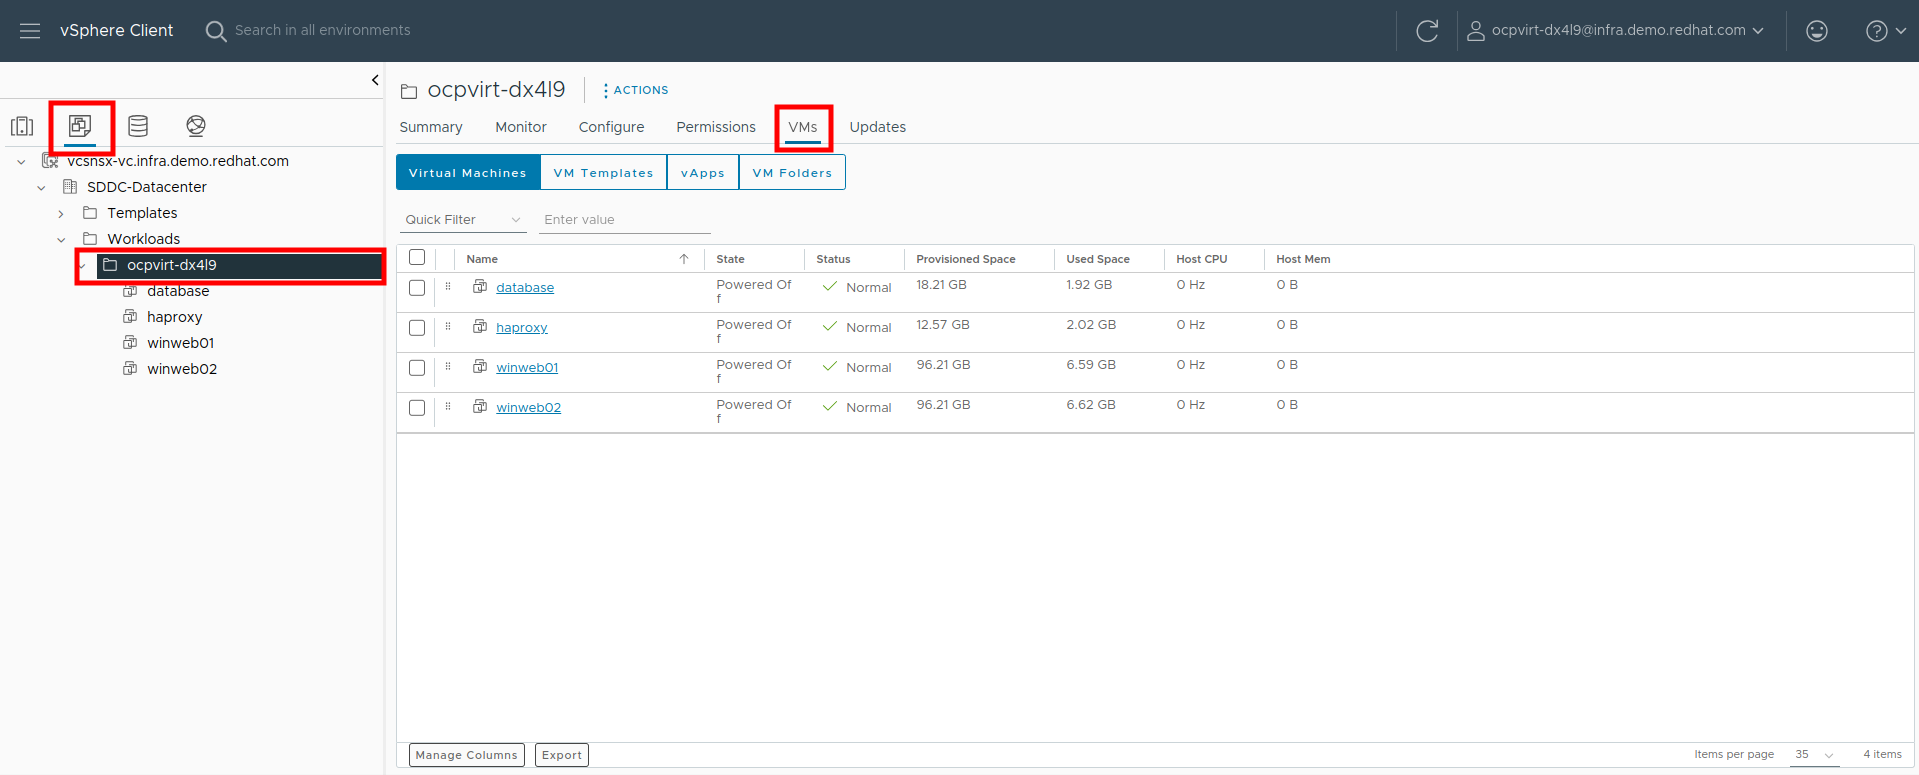 vSphere Client
Search in all environments
ocpvirt-dx4l9@infra.demo.redhat.com
vcsnsx-vc.infra.demo.redhat.com
SDDC-Datacenter
Templates
Workloads
ocpvirt-dx4l9
database
haproxy
winweb01
winweb02
ocpvirt-dx4l9
ACTIONS
Summary Monitor Configure Permissions VMs Updates
Virtual Machines VM Templates vApps VM Folders
Quick Filter Enter value
Name State Status Provisioned Space Used Space Host CPU Host Mem
database Powered Of Normal 18.21 GB 1.92 GB 0 Hz 0 B
f
haproxy Powered Of Normal 12.57 GB 2.02 GB 0 Hz 0 B
f
winweb01 Powered Of Normal 96.21 GB 6.59 GB 0 Hz 0 B
f
winweb02 Powered Of Normal 96.21 GB 6.62 GB 0 Hz 0 B
f
Manage Columns Export Items per page 35 4 items